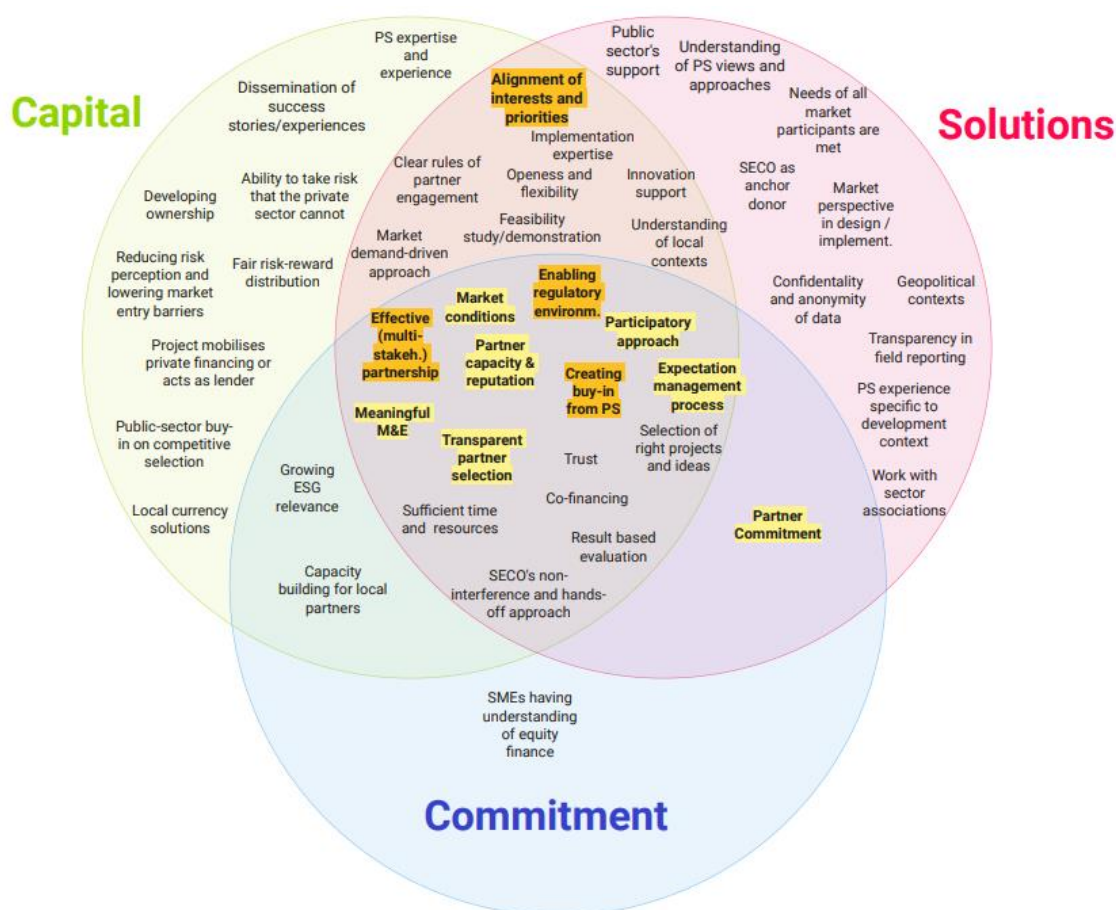 PS expertise
and
experience
Public
sector's
support
Understanding
of PS views and
approaches
Alignment of
interests and
priorities
Dissemination of
success
stories/experiences
Capital
Needs of all
market
participants are
met
Solutions
Implementation
expertise
Clear rules of
partner
engagement
Openess and
flexibility
Innovation
support
SECO as
anchor
donor
Developing
ownership
Ability to take risk
that the private
sector cannot
Market
perspective
in design /
implement.
Feasibility
study/demonstration
Understanding
of local
contexts
Market
demand-driven
approach
Reducing risk
perception and
lowering market
entry barriers
Fair risk-reward
distribution
Enabling
regulatory
environm.
Confidentality
and anonymity
of data
Geopolitical
contexts
Market
conditions
Effective
(multi-
stakeh.)
partnership
Participatory
approach
Project mobilises
private financing or
acts as lender
Partner
capacity &
reputation
Transparency in
field reporting
Creating
buy-in
from PS
Expectation
management
process
PS experience
specific to
development
context
Meaningful
M&E
Public-sector buy-
in on competitive
selection
Transparent
partner
selection
Trust
Selection of
right projects
and ideas
Growing
ESG
relevance
Work with
sector
associations
Local currency
solutions
Sufficient time
and resources
Co-financing
Partner
Commitment
Result based
evaluation
Capacity
building for local
partners
SECO's non-
interference and hands-
off approach
SMEs having
understanding
of equity
finance
Commitment